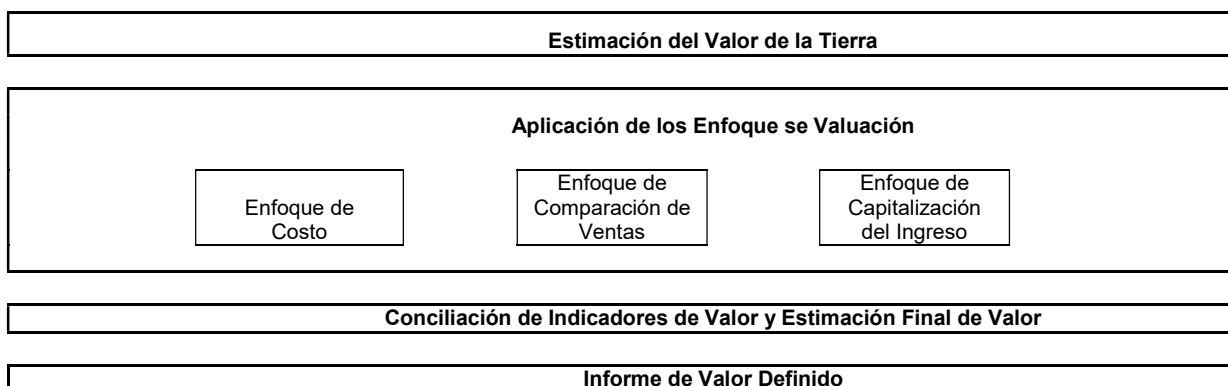 Estimación del Valor de la Tierra
Aplicación de los Enfoque se Valuación
Enfoque de
Costo
Enfoque de
Comparación de
Ventas
Enfoque de
Capitalización
del Ingreso
Conciliación de Indicadores de Valor y Estimación Final de Valor
Informe de Valor Definido